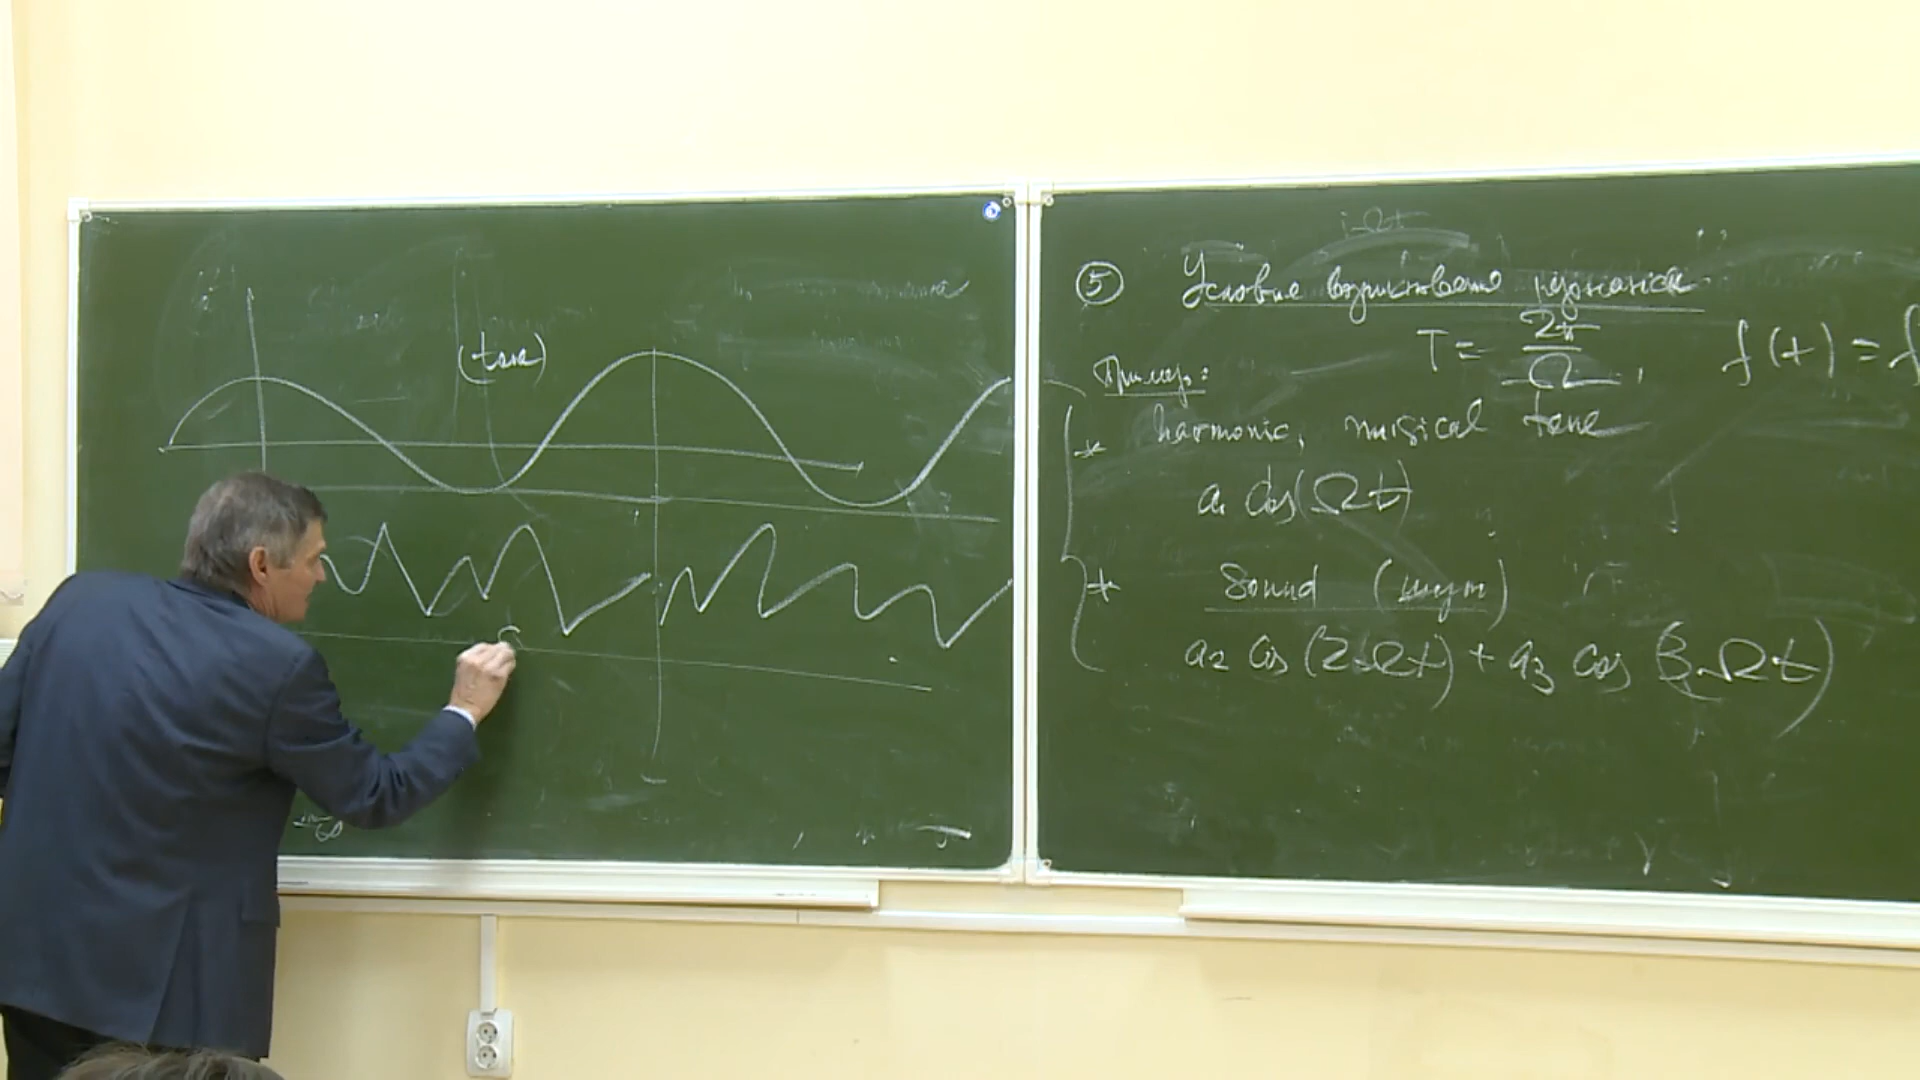 (tone)
S
⑤ Условие возникновения резонанса
T = 2π/Ω, f(t) = f
Пример:
* harmonic, musical tone
a₁ cos(Ωt)
* Sound (шум)
a₂ cos(2Ωt) + a₃ cos(3Ωt)